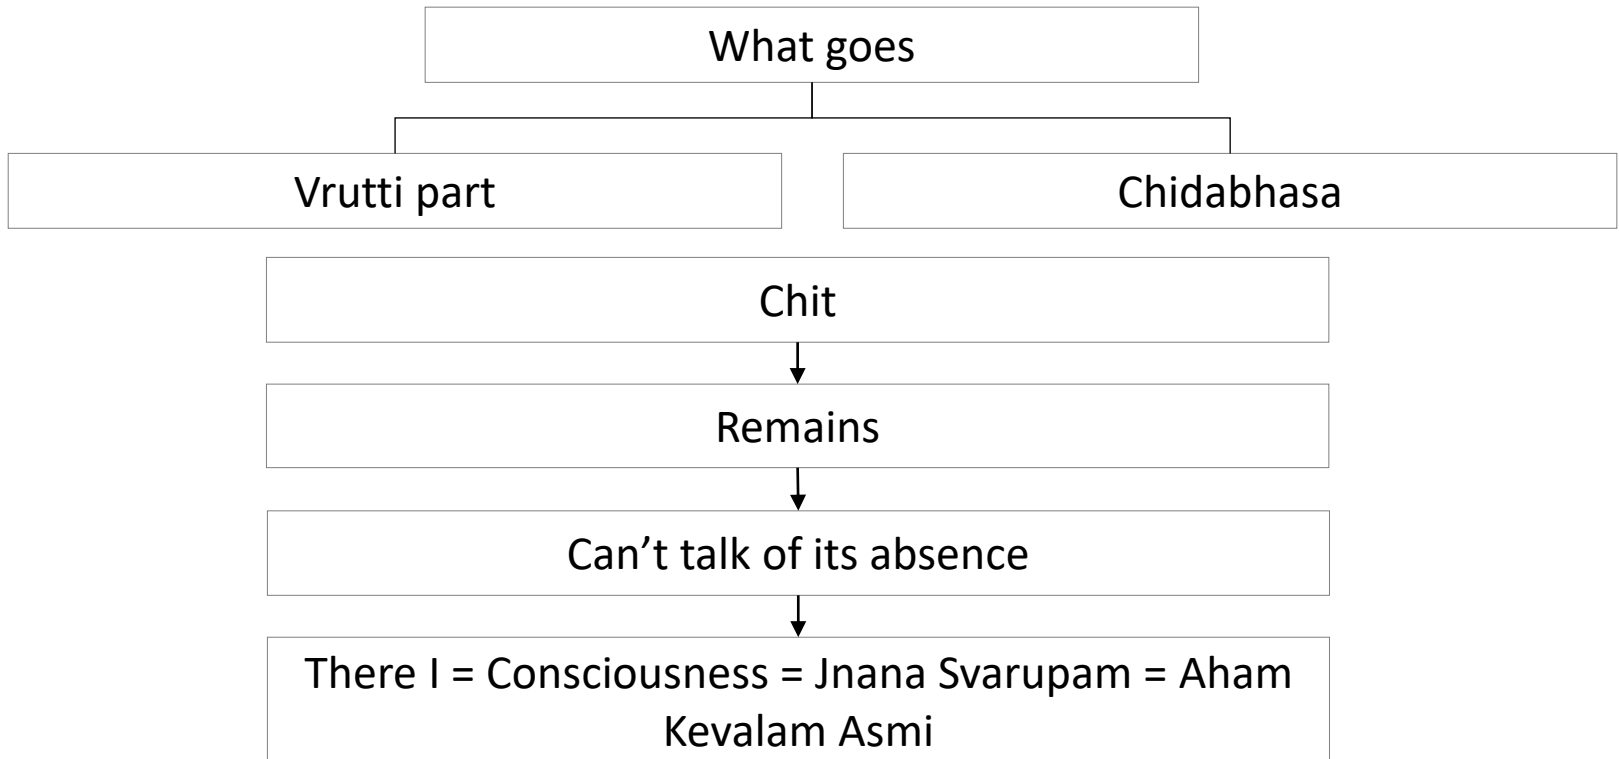 What goes
Vrutti part
Chidabhasa
Chit
Remains
Can’t talk of its absence
There I = Consciousness = Jnana Svarupam = Aham
Kevalam Asmi